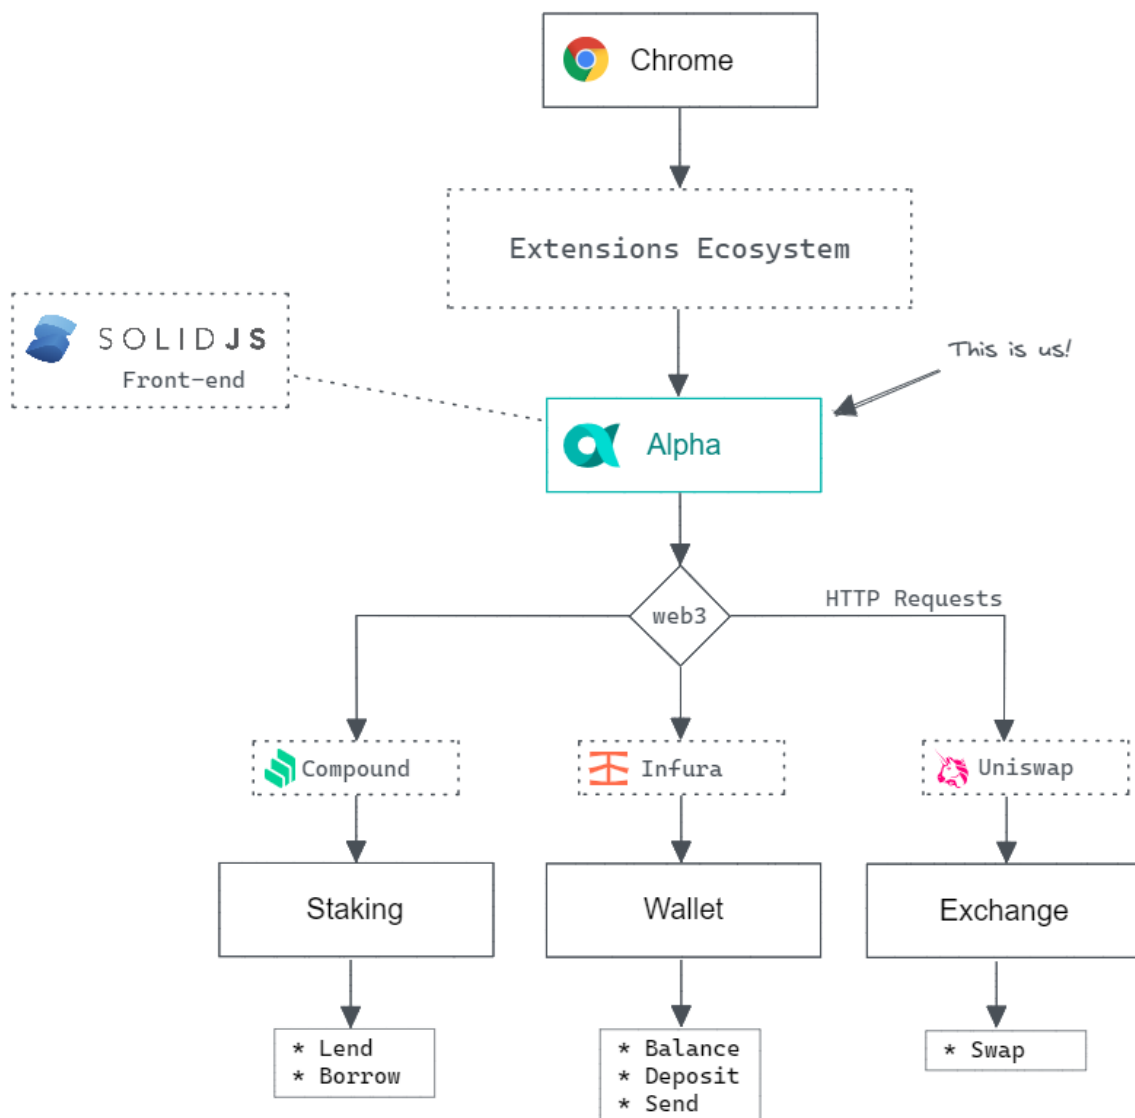 Chrome
Extensions Ecosystem
SOLIDJS
Front-end
This is us!
Alpha
web3
HTTP Requests
Compound
Infura
Uniswap
Staking
Wallet
Exchange
* Lend
* Borrow
* Balance
* Deposit
* Send
* Swap